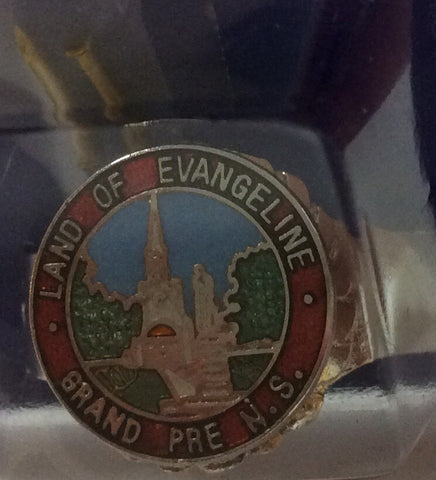 LAND OF EVANGELINE
GRAND PRE N.S.